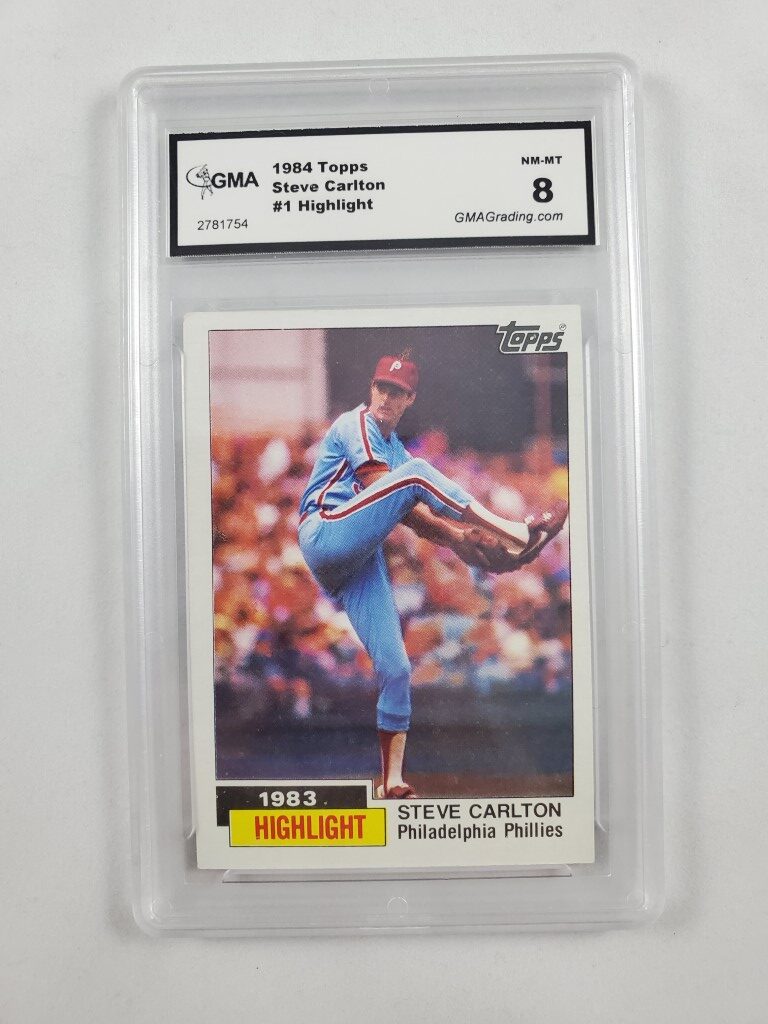 GMA
2781754
1984 Topps
Steve Carlton
#1 Highlight
NM-MT
8
GMAGrading.com
TOPPS
P
1983
HIGHLIGHT
STEVE CARLTON
Philadelphia Phillies